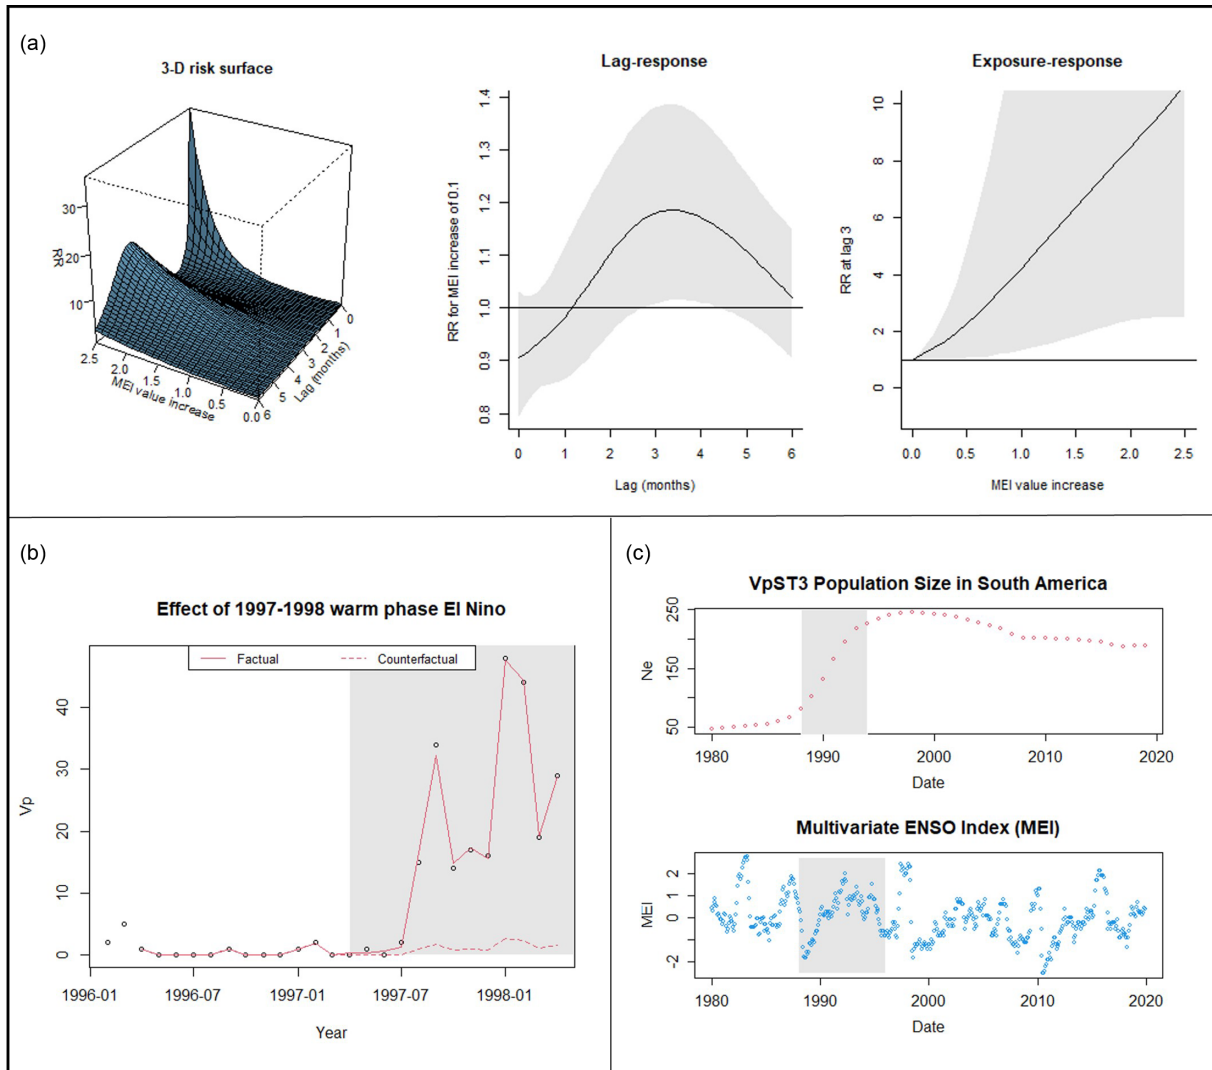 (a)
3-D risk surface
30
20
10
RR
2.5
2.0
1.5
1.0
0.5
0.0
MEI value increase
0
1
2
3
4
5
6
Lag (months)
Lag-response
1.4
1.3
1.2
1.1
1.0
0.9
0.8
RR for MEI increase of 0.1
0 1 2 3 4 5 6
Lag (months)
Exposure-response
10
8
6
4
2
0
RR at lag 3
0.0 0.5 1.0 1.5 2.0 2.5
MEI value increase
(b)
Effect of 1997-1998 warm phase El Nino
Factual Counterfactual
40
30
20
10
0
Vp
1996-01 1996-07 1997-01 1997-07 1998-01
Year
(c)
VpST3 Population Size in South America
250
150
50
Ne
1980 1990 2000 2010 2020
Date
Multivariate ENSO Index (MEI)
2
1
0
-2
MEI
1980 1990 2000 2010 2020
Date